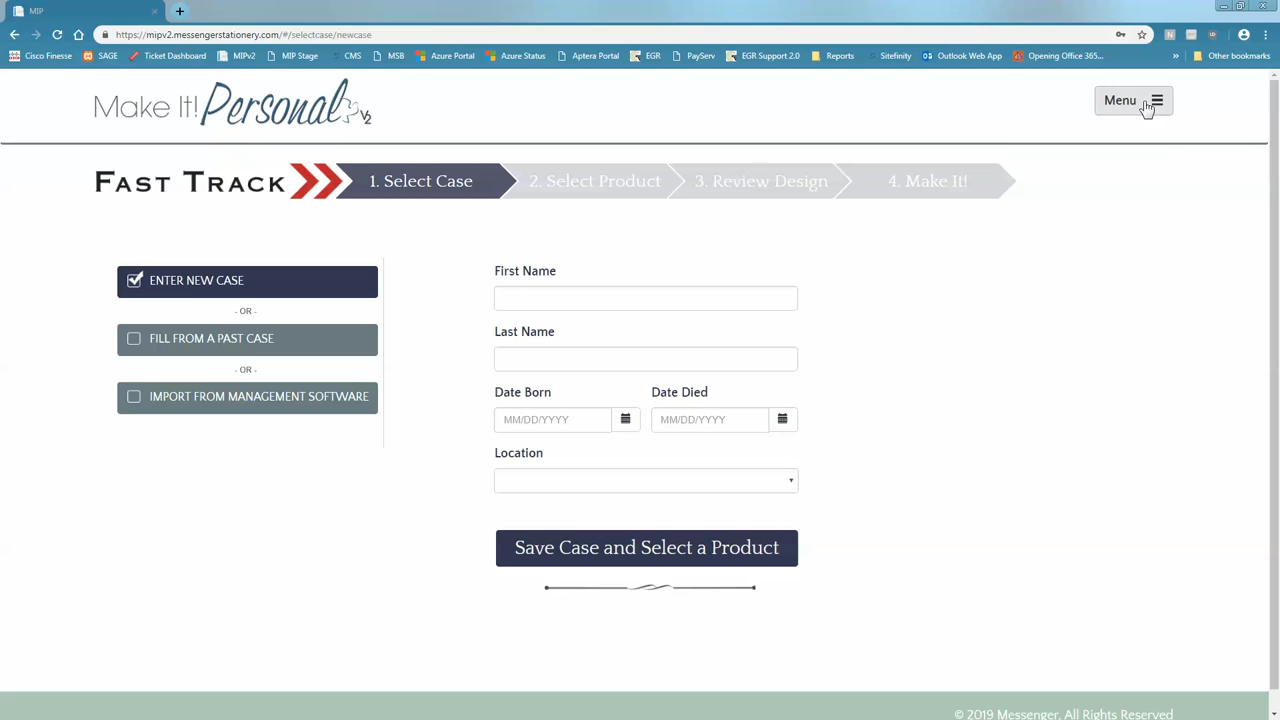 MIP
https://mipv2.messengerstationery.com/#/selectcase/newcase
Cisco Finesse SAGE Ticket Dashboard MIPv2 MIP Stage CMS MSB Azure Portal Azure Status Aptera Portal EGR PayServ EGR Support 2.0 Reports Sitefinity Outlook Web App Opening Office 365... » Other bookmarks
Make It! Personal V2
Menu
FAST TRACK
1. Select Case
2. Select Product
3. Review Design
4. Make It!
ENTER NEW CASE
- OR -
FILL FROM A PAST CASE
- OR -
IMPORT FROM MANAGEMENT SOFTWARE
First Name
Last Name
Date Born Date Died
MM/DD/YYYY MM/DD/YYYY
Location
Save Case and Select a Product
© 2019 Messenger. All Rights Reserved